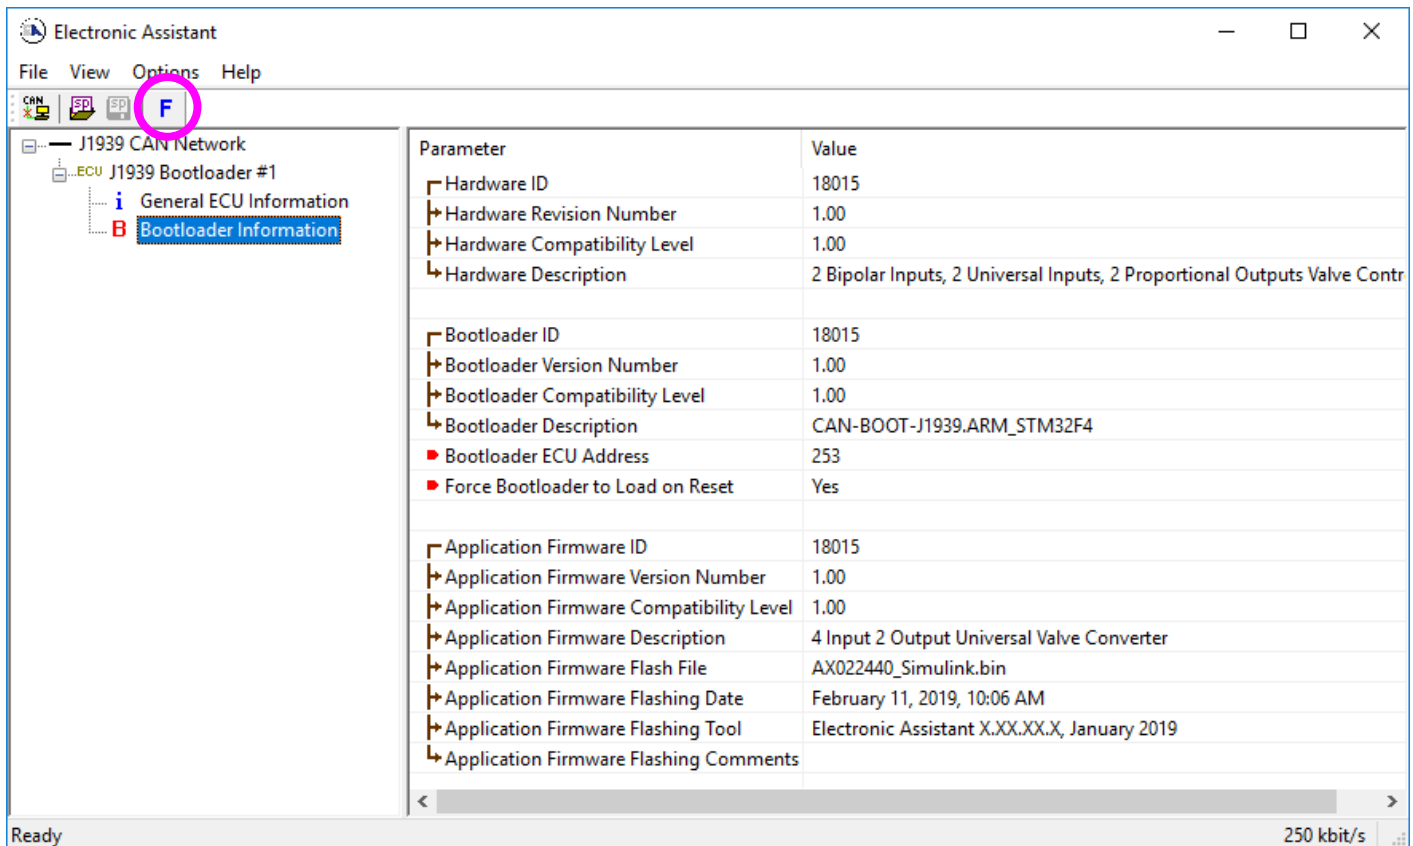 Electronic Assistant
File View Options Help
CAN SP SP F
J1939 CAN Network
ECU J1939 Bootloader #1
i General ECU Information
B Bootloader Information
Parameter Value
Hardware ID 18015
Hardware Revision Number 1.00
Hardware Compatibility Level 1.00
Hardware Description 2 Bipolar Inputs, 2 Universal Inputs, 2 Proportional Outputs Valve Contr
Bootloader ID 18015
Bootloader Version Number 1.00
Bootloader Compatibility Level 1.00
Bootloader Description CAN-BOOT-J1939.ARM_STM32F4
Bootloader ECU Address 253
Force Bootloader to Load on Reset Yes
Application Firmware ID 18015
Application Firmware Version Number 1.00
Application Firmware Compatibility Level 1.00
Application Firmware Description 4 Input 2 Output Universal Valve Converter
Application Firmware Flash File AX022440_Simulink.bin
Application Firmware Flashing Date February 11, 2019, 10:06 AM
Application Firmware Flashing Tool Electronic Assistant X.XX.XX.X, January 2019
Application Firmware Flashing Comments
Ready 250 kbit/s